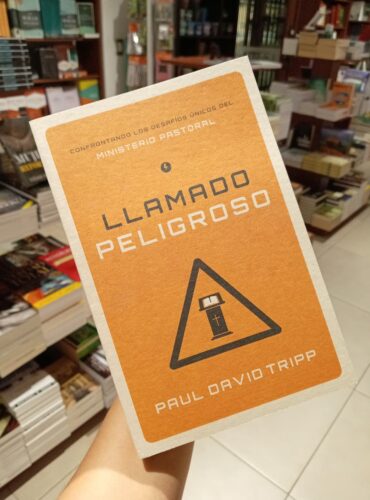 CONFRONTANDO LOS DESAFÍOS ÚNICOS DEL
MINISTERIO PASTORAL
LLAMADO
PELIGROSO
PAUL DAVID TRIPP